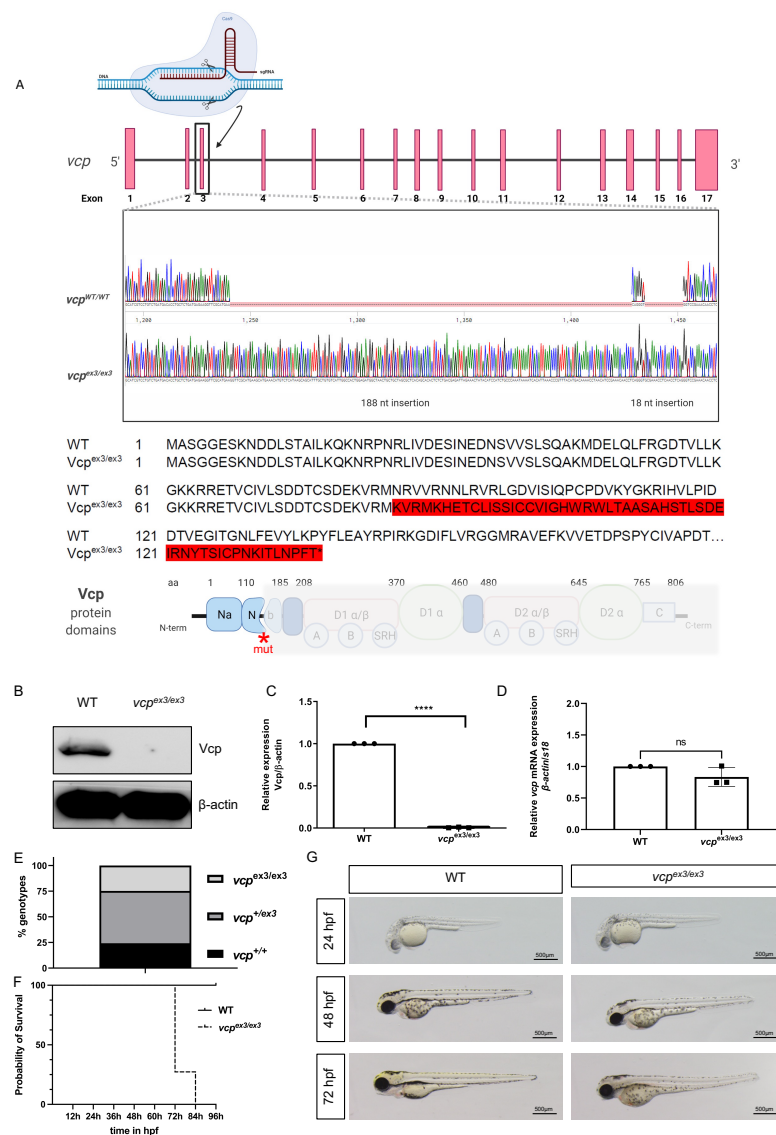 A
Cas9
DNA
sgRNA
vcp 5' 3'
Exon 1 2 3 4 5 6 7 8 9 10 11 12 13 14 15 16 17
vcpWT/WT
1,200 1,250 1,300 1,350 1,400 1,450
vcpex3/ex3
188 nt insertion 18 nt insertion
WT 1 MASGGESKNDDLSTAILKQKNRPNRLIVDESINEDNSVVSLSQAKMDELQLFRGDTVLLK
Vcpex3/ex3 1 MASGGESKNDDLSTAILKQKNRPNRLIVDESINEDNSVVSLSQAKMDELQLFRGDTVLLK
WT 61 GKKRRETVCIVLSDDTCSDEKVRMNRVVRNNLRVRLGDVISIQPCPDVKYGKRIHVLPID
Vcpex3/ex3 61 GKKRRETVCIVLSDDTCSDEKVRMKVRMKHETCLISSICCVIGHWRWLTAASAHSTLSDE
WT 121 DTVEGITGNLFEVYLKPYFLEAYRPIRKGDIFLVRGGMRAVEFKVVETDPSPYCIVAPDT...
Vcpex3/ex3 121 IRNYTSICPNKITLNPFT*
Vcp
protein
domains
aa 1 110 185 208 370 460 480 645 765 806
N-term Na N b D1 α/β D1 α D2 α/β D2 α C C-term
A B SRH A B SRH
*
mut
B
WT vcpex3/ex3
Vcp
β-actin
C
Relative expression
Vcp/β-actin
1.5
1.0
0.5
0.0
****
WT vcpex3/ex3
D
Relative vcp mRNA expression
β-actin/s18
2.0
1.5
1.0
0.5
0.0
ns
WT vcpex3/ex3
E
% genotypes
100
75
50
25
0
vcpex3/ex3
vcp+/ex3
vcp+/+
F
Probability of Survival
100
50
0
WT
vcpex3/ex3
12h 24h 36h 48h 60h 72h 84h 96h
time in hpf
G
WT vcpex3/ex3
24 hpf
500µm 500µm
48 hpf
500µm 500µm
72 hpf
500µm 500µm